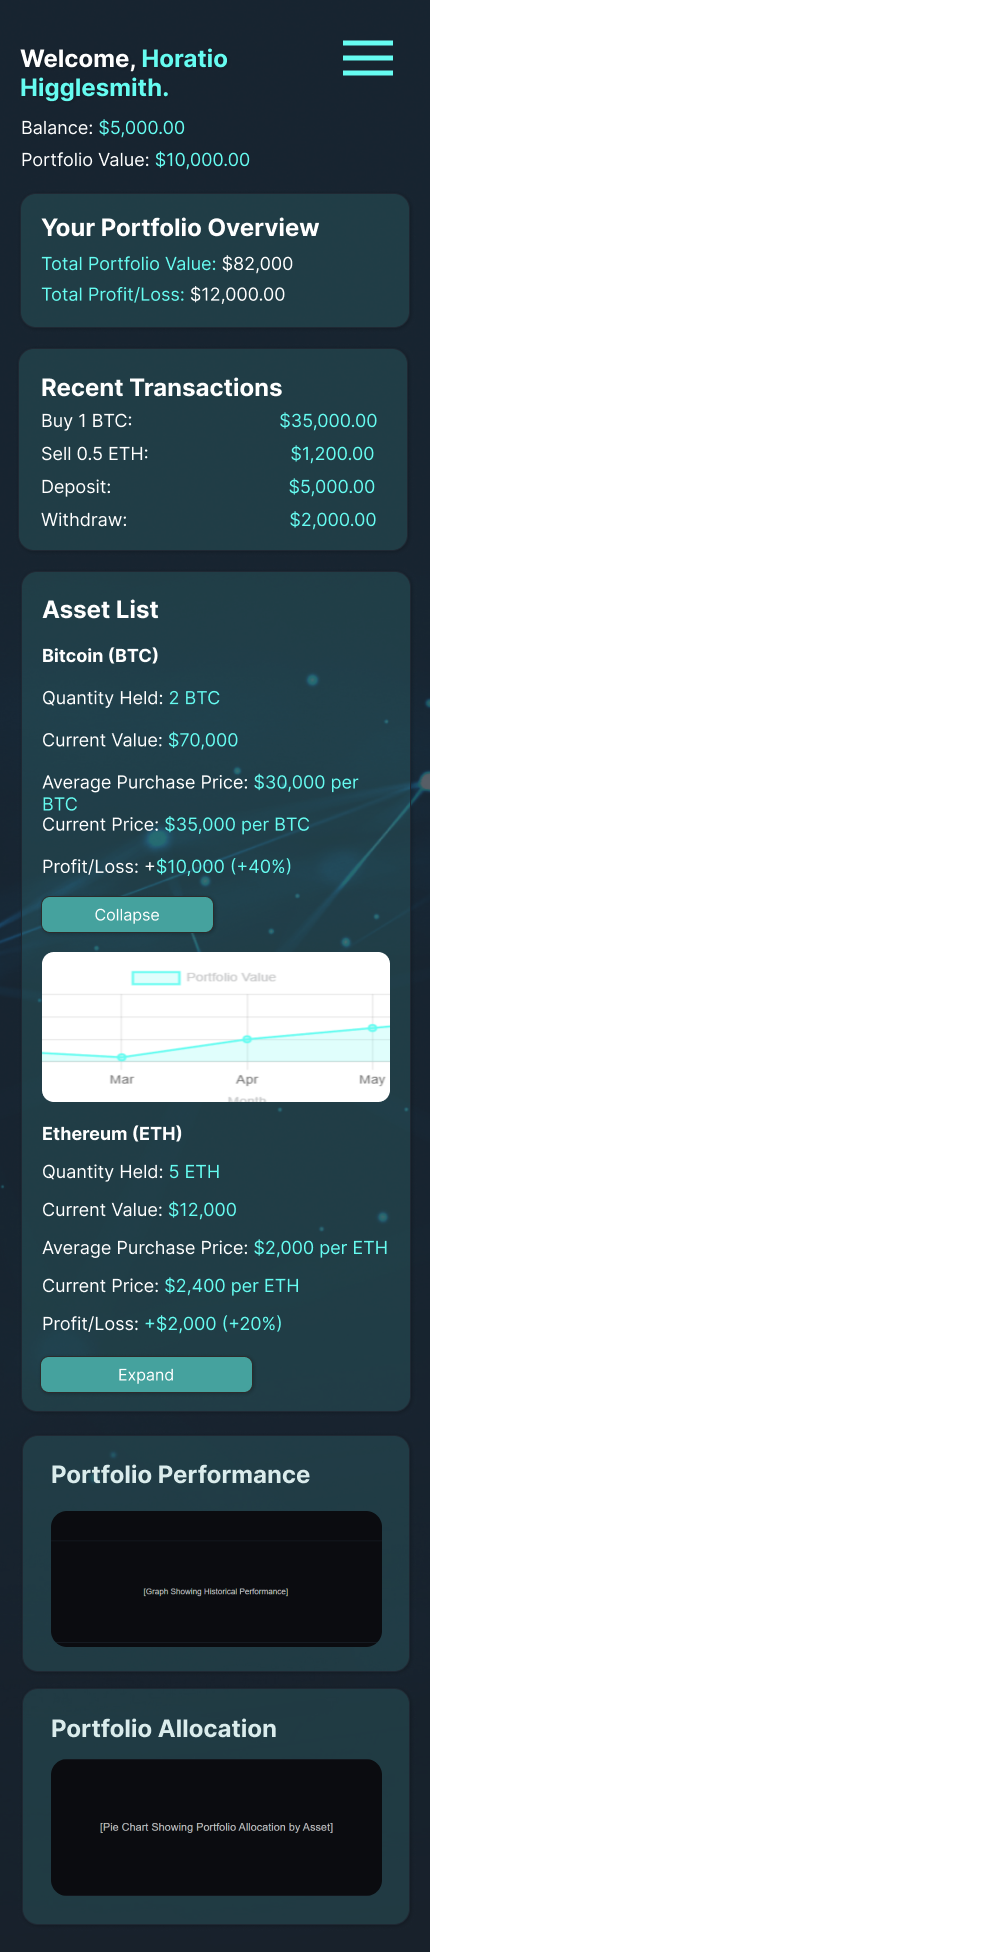 Welcome, Horatio
Higglesmith.
Balance: $5,000.00
Portfolio Value: $10,000.00
Your Portfolio Overview
Total Portfolio Value: $82,000
Total Profit/Loss: $12,000.00
Recent Transactions
Buy 1 BTC: $35,000.00
Sell 0.5 ETH: $1,200.00
Deposit: $5,000.00
Withdraw: $2,000.00
Asset List
Bitcoin (BTC)
Quantity Held: 2 BTC
Current Value: $70,000
Average Purchase Price: $30,000 per
BTC
Current Price: $35,000 per BTC
Profit/Loss: +$10,000 (+40%)
Collapse
Portfolio Value
Mar Apr May
Month
Ethereum (ETH)
Quantity Held: 5 ETH
Current Value: $12,000
Average Purchase Price: $2,000 per ETH
Current Price: $2,400 per ETH
Profit/Loss: +$2,000 (+20%)
Expand
Portfolio Performance
[Graph Showing Historical Performance]
Portfolio Allocation
[Pie Chart Showing Portfolio Allocation by Asset]